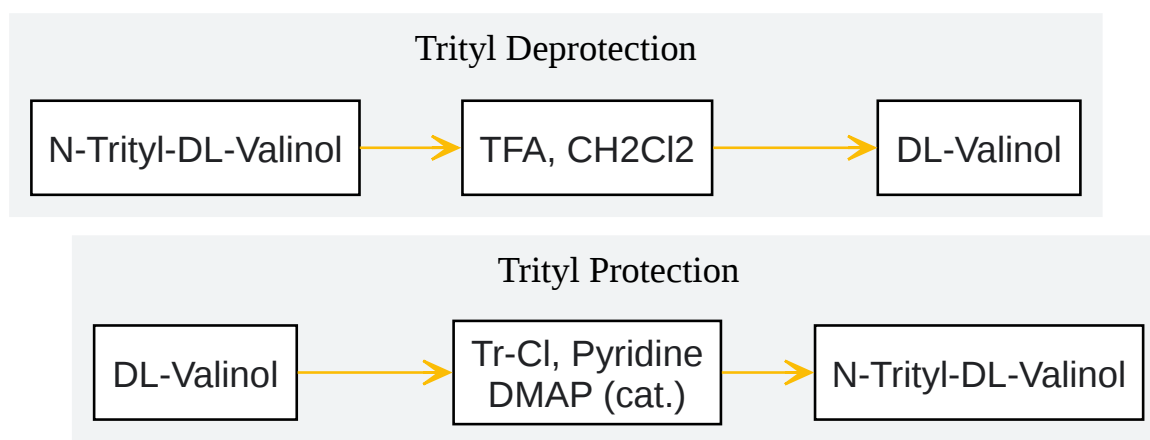 Trityl Deprotection
N-Trityl-DL-Valinol
TFA, CH2Cl2
DL-Valinol
Trityl Protection
DL-Valinol
Tr-Cl, Pyridine
DMAP (cat.)
N-Trityl-DL-Valinol